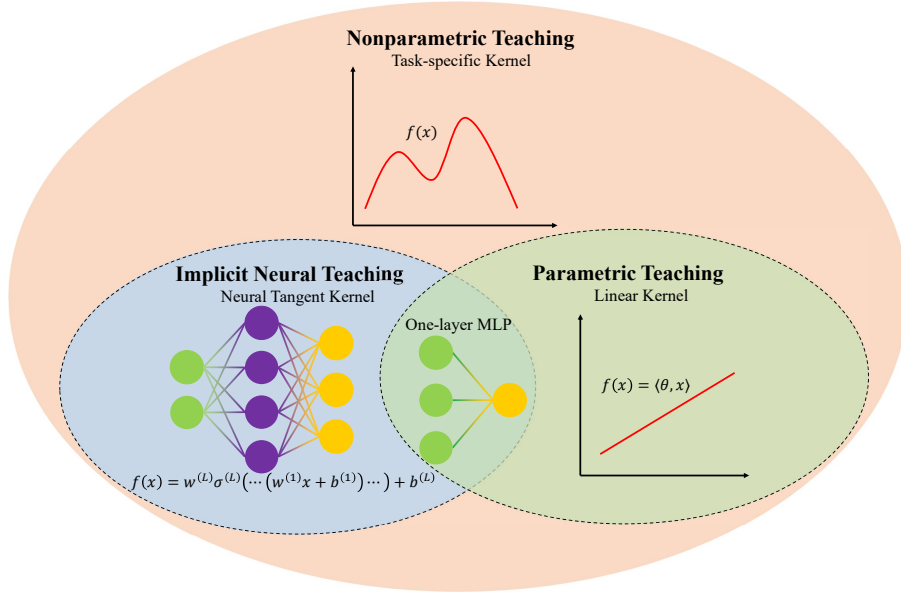 Nonparametric Teaching
Task-specific Kernel
f(x)
Implicit Neural Teaching
Neural Tangent Kernel
Parametric Teaching
Linear Kernel
One-layer MLP
f(x) = ⟨θ, x⟩
f(x) = w^(L)σ^(L)(⋯(w^(1)x + b^(1))⋯) + b^(L)